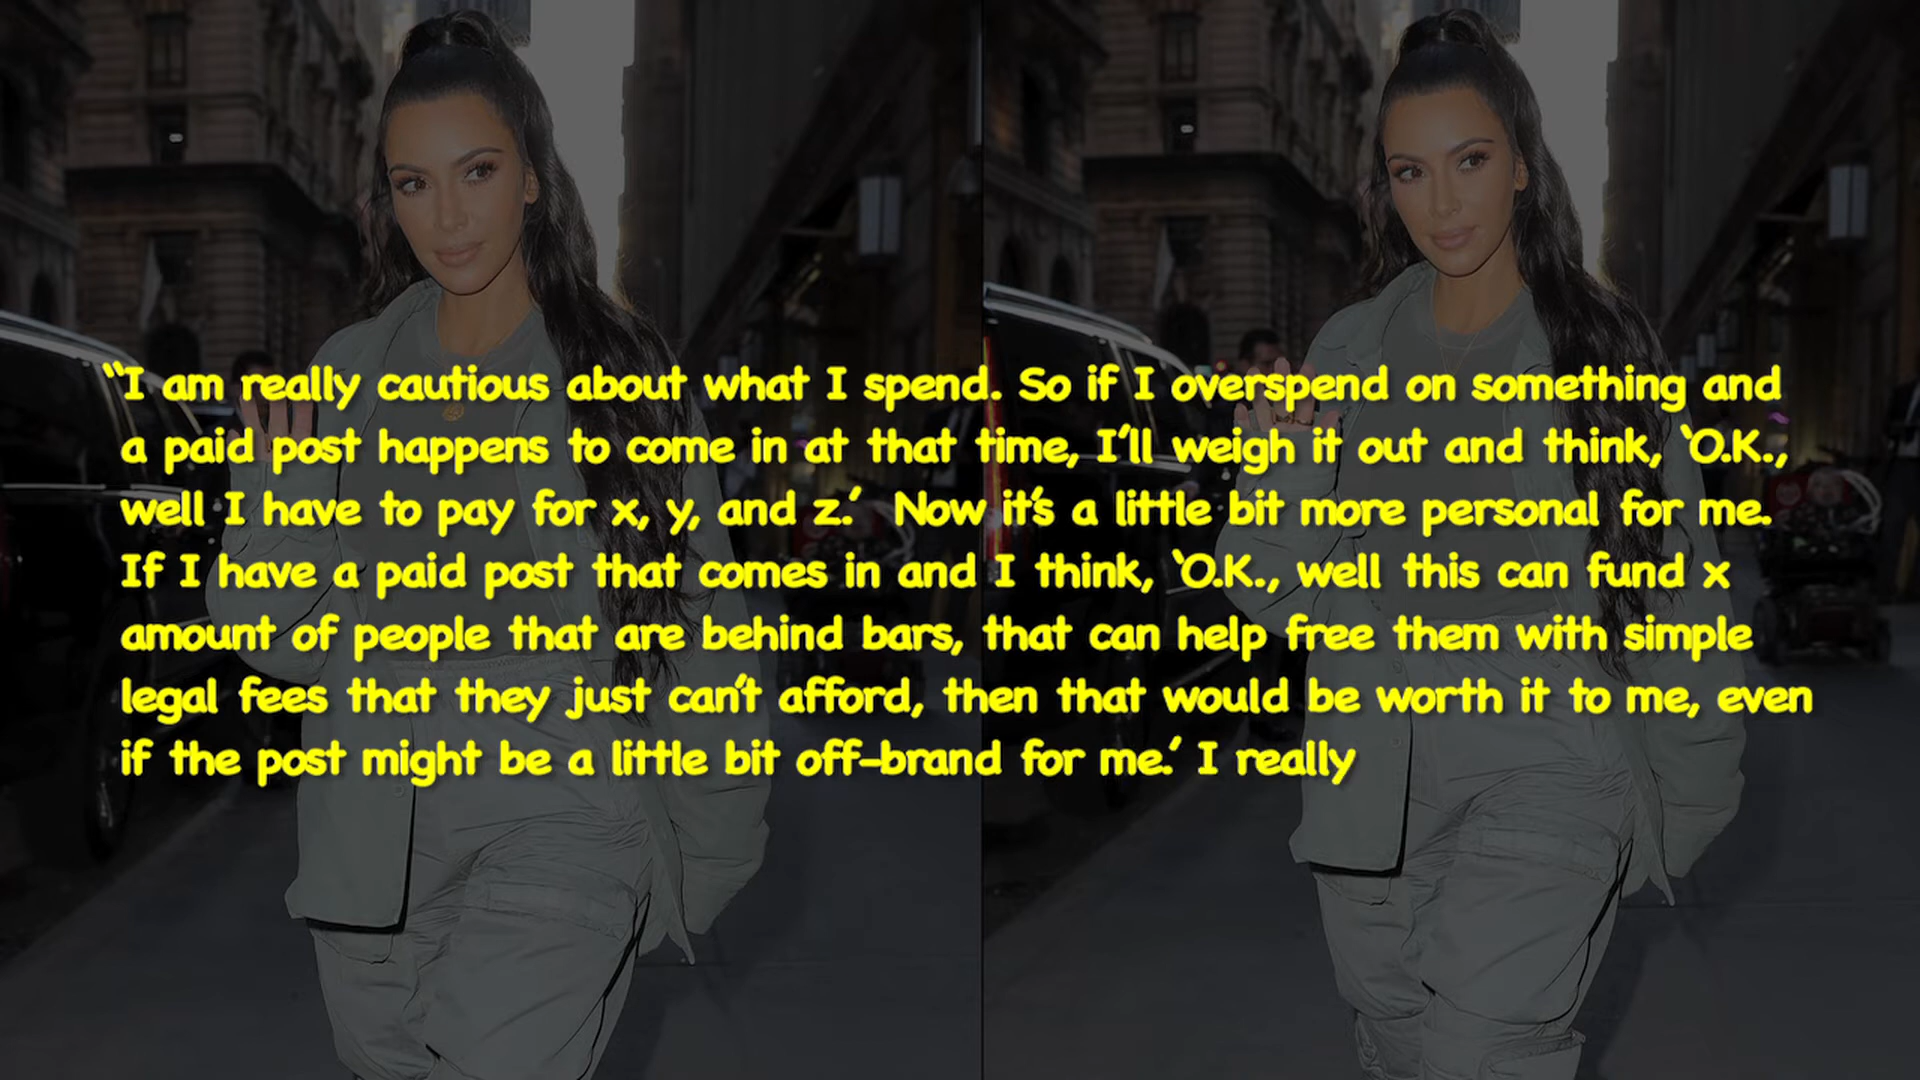 “I am really cautious about what I spend. So if I overspend on something and
a paid post happens to come in at that time, I’ll weigh it out and think, ‘O.K.,
well I have to pay for x, y, and z.’ Now it’s a little bit more personal for me.
If I have a paid post that comes in and I think, ‘O.K., well this can fund x
amount of people that are behind bars, that can help free them with simple
legal fees that they just can’t afford, then that would be worth it to me, even
if the post might be a little bit off-brand for me.’ I really